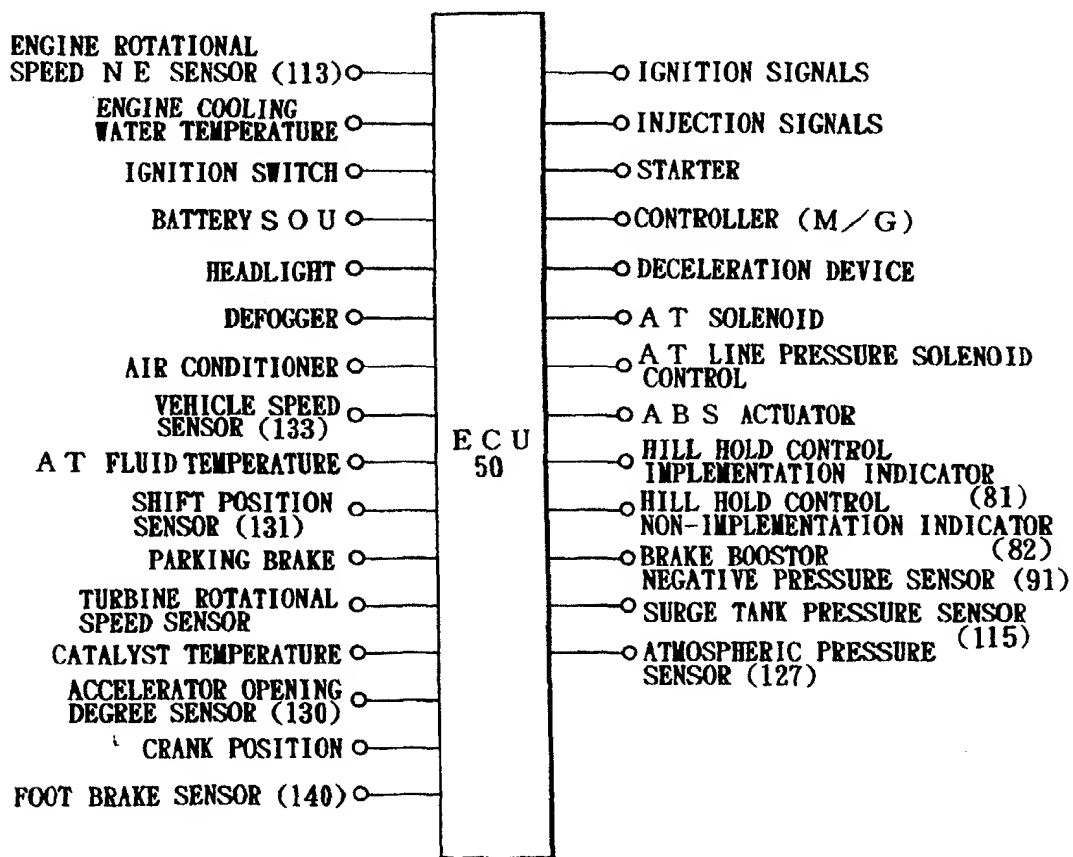 ENGINE ROTATIONAL
SPEED N E SENSOR (113)
ENGINE COOLING
WATER TEMPERATURE
IGNITION SWITCH
BATTERY S O U
HEADLIGHT
DEFOGGER
AIR CONDITIONER
VEHICLE SPEED
SENSOR (133)
A T FLUID TEMPERATURE
SHIFT POSITION
SENSOR (131)
PARKING BRAKE
TURBINE ROTATIONAL
SPEED SENSOR
CATALYST TEMPERATURE
ACCELERATOR OPENING
DEGREE SENSOR (130)
CRANK POSITION
FOOT BRAKE SENSOR (140)
E C U
50
IGNITION SIGNALS
INJECTION SIGNALS
STARTER
CONTROLLER (M/G)
DECELERATION DEVICE
A T SOLENOID
A T LINE PRESSURE SOLENOID
CONTROL
A B S ACTUATOR
HILL HOLD CONTROL
IMPLEMENTATION INDICATOR
(81)
HILL HOLD CONTROL
NON-IMPLEMENTATION INDICATOR
(82)
BRAKE BOOSTOR
NEGATIVE PRESSURE SENSOR (91)
SURGE TANK PRESSURE SENSOR
(115)
ATMOSPHERIC PRESSURE
SENSOR (127)